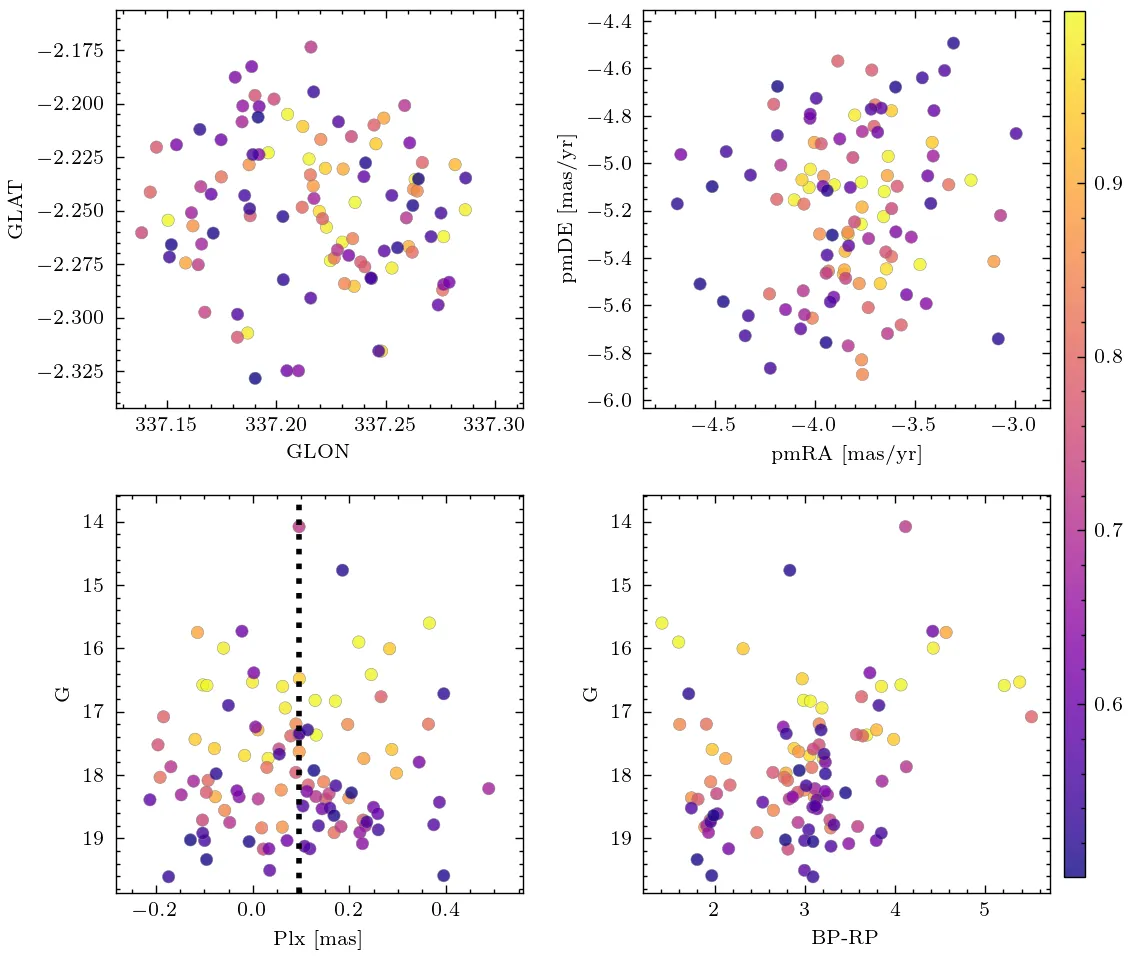 −2.175
−2.200
−2.225
−2.250
−2.275
−2.300
−2.325
GLAT
337.15 337.20 337.25 337.30
GLON
−4.4
−4.6
−4.8
−5.0
−5.2
−5.4
−5.6
−5.8
−6.0
pmDE [mas/yr]
−4.5 −4.0 −3.5 −3.0
pmRA [mas/yr]
14
15
16
17
18
19
G
−0.2 0.0 0.2 0.4
Plx [mas]
14
15
16
17
18
19
G
2 3 4 5
BP-RP
0.9
0.8
0.7
0.6